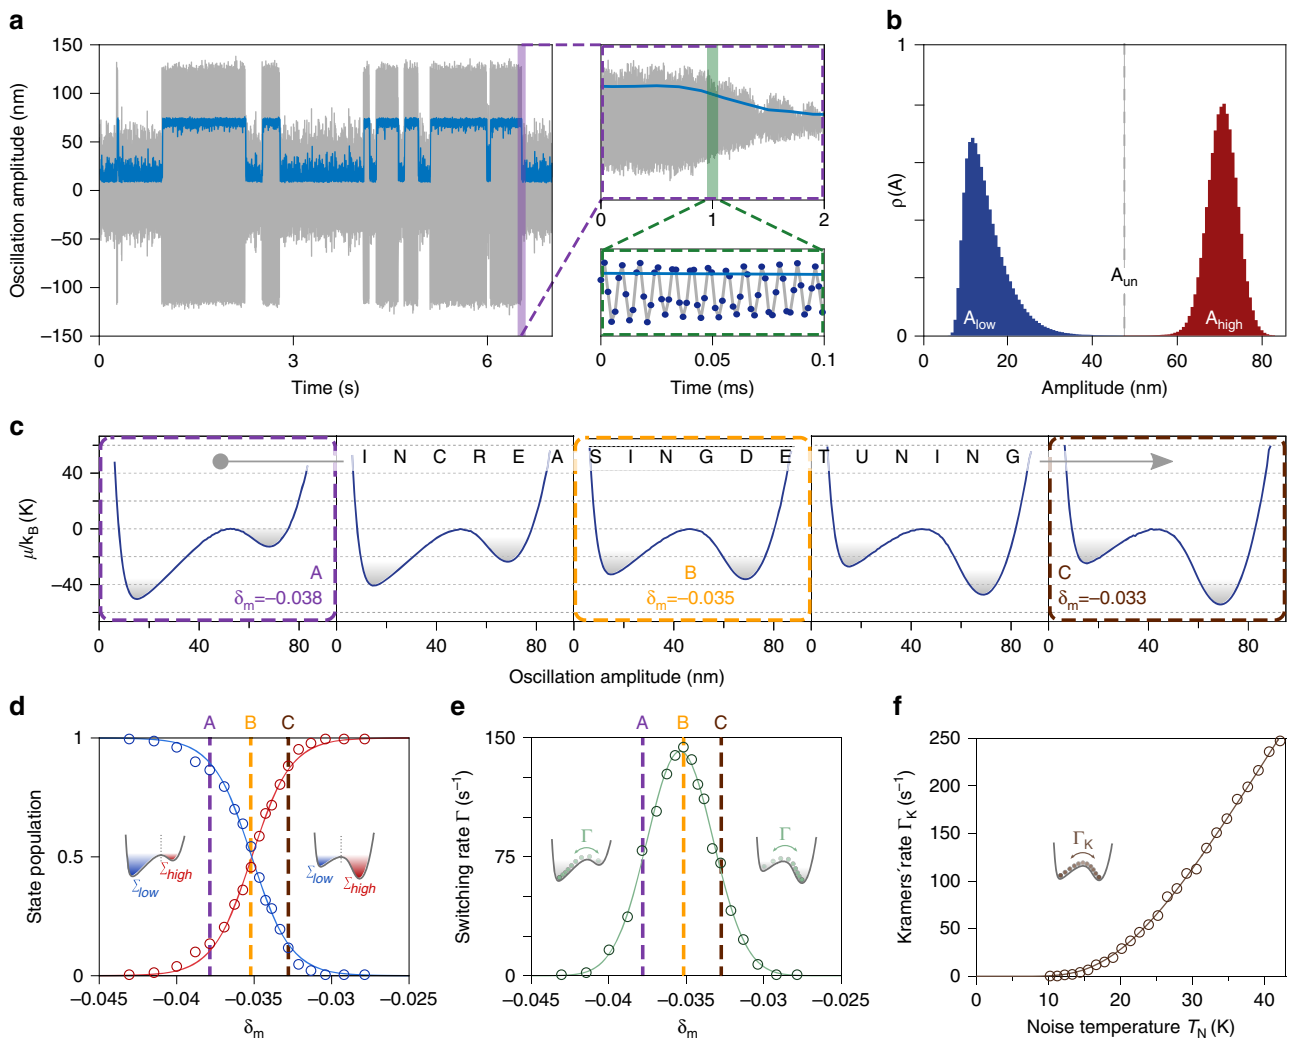 a
150
100
50
0
−50
−100
−150
Oscillation amplitude (nm)
0
3
6
Time (s)
0
1
2
0
0.05
0.1
Time (ms)
b
1
ρ(A)
0
A_un
A_low
A_high
0
20
40
60
80
Amplitude (nm)
c
40
0
−40
μ/k_B (K)
INCREASING DETUNING
A
δ_m=−0.038
B
δ_m=−0.035
C
δ_m=−0.033
0
40
80
0
40
80
0
40
80
0
40
80
0
40
80
Oscillation amplitude (nm)
d
A
B
C
1
0.5
0
State population
Σ_low
Σ_high
Σ_low
Σ_high
−0.045
−0.04
−0.035
−0.03
−0.025
δ_m
e
A
B
C
150
75
0
Switching rate Γ (s⁻¹)
Γ
Γ
−0.045
−0.04
−0.035
−0.03
−0.025
δ_m
f
250
200
150
100
50
0
Kramers´rate Γ_K (s⁻¹)
Γ_K
0
10
20
30
40
Noise temperature T_N (K)